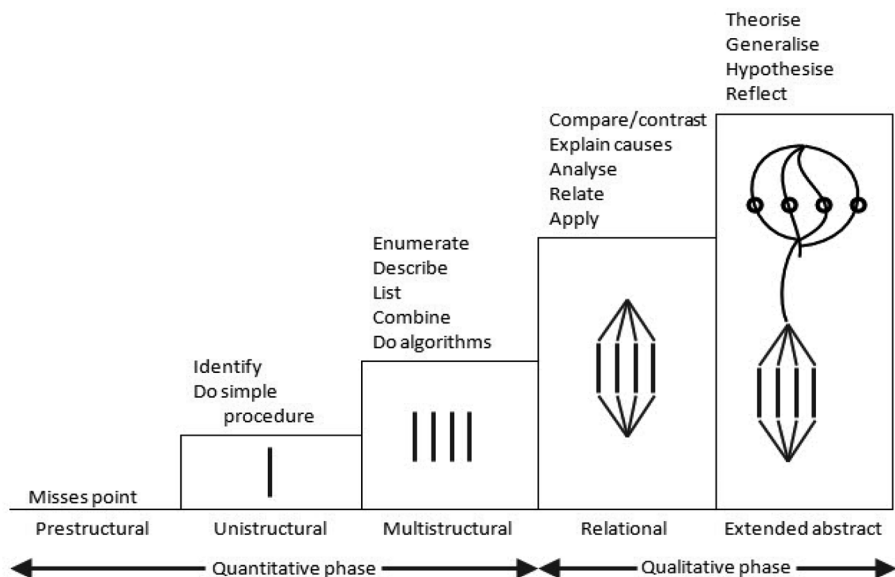 Misses point
Prestructural
Identify
Do simple
procedure
Unistructural
Enumerate
Describe
List
Combine
Do algorithms
Multistructural
Compare/contrast
Explain causes
Analyse
Relate
Apply
Relational
Theorise
Generalise
Hypothesise
Reflect
Extended abstract
Quantitative phase
Qualitative phase